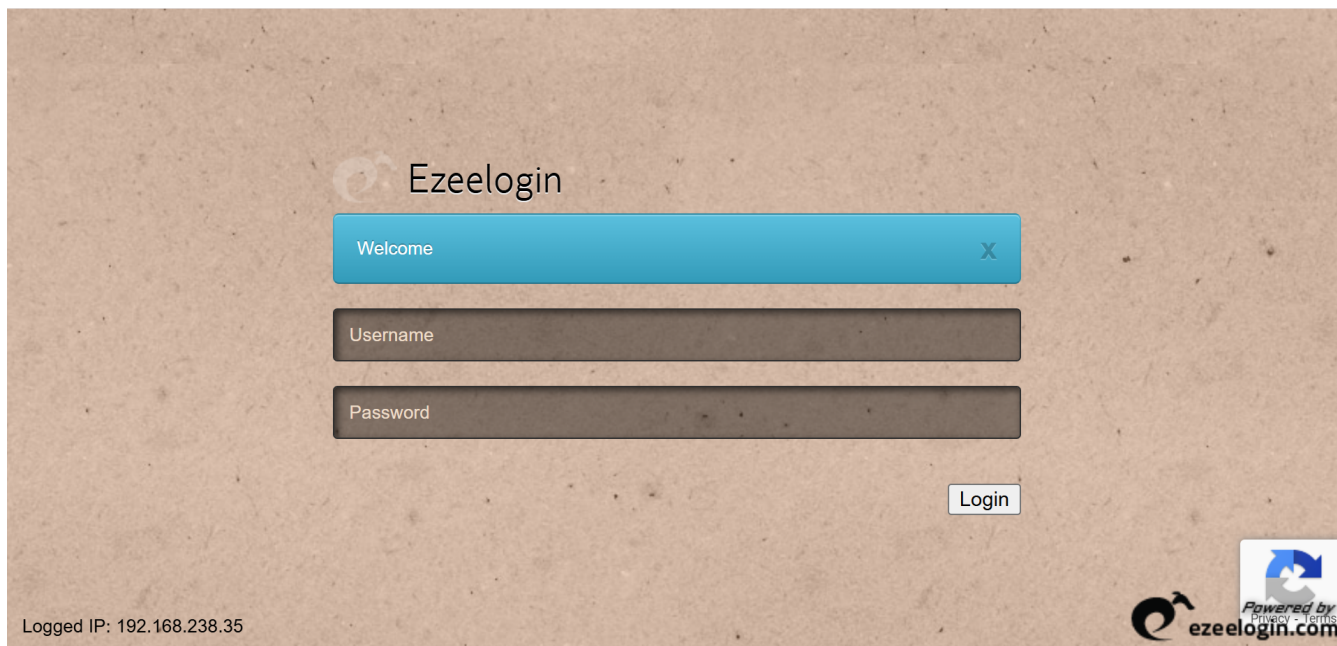 Ezeelogin
Welcome
x
Username
Password
Login
Logged IP: 192.168.238.35
Powered by
Privacy - Terms
ezeelogin.com